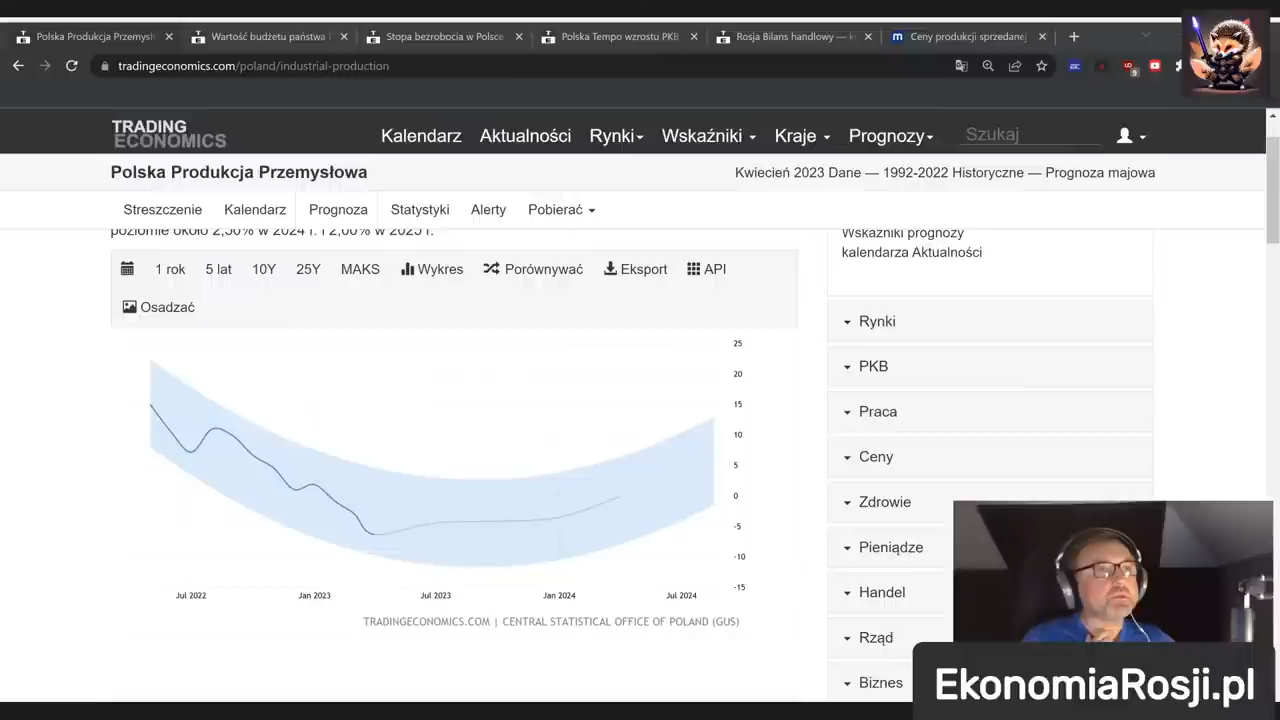 Polska Produkcja Przemysł
Wartość budżetu państwa
Stopa bezrobocia w Polsce
Polska Tempo wzrostu PKB
Rosja Bilans handlowy —
Ceny produkcji sprzedanej
tradingeconomics.com/poland/industrial-production
TRADING
ECONOMICS
Kalendarz
Aktualności
Rynki
Wskaźniki
Kraje
Prognozy
Szukaj
Polska Produkcja Przemysłowa
Kwiecień 2023 Dane — 1992-2022 Historyczne — Prognoza majowa
Streszczenie
Kalendarz
Prognoza
Statystyki
Alerty
Pobierać
poziomie około 2,50% w 2024 r. i 2,00% w 2025 r.
Wskaźniki prognozy
kalendarza Aktualności
1 rok
5 lat
10Y
25Y
MAKS
Wykres
Porównywać
Eksport
API
Osadzać
25
20
15
10
5
0
-5
-10
-15
Jul 2022
Jan 2023
Jul 2023
Jan 2024
Jul 2024
TRADINGECONOMICS.COM | CENTRAL STATISTICAL OFFICE OF POLAND (GUS)
Rynki
PKB
Praca
Ceny
Zdrowie
Pieniądze
Handel
Rząd
Biznes
EkonomiaRosji.pl